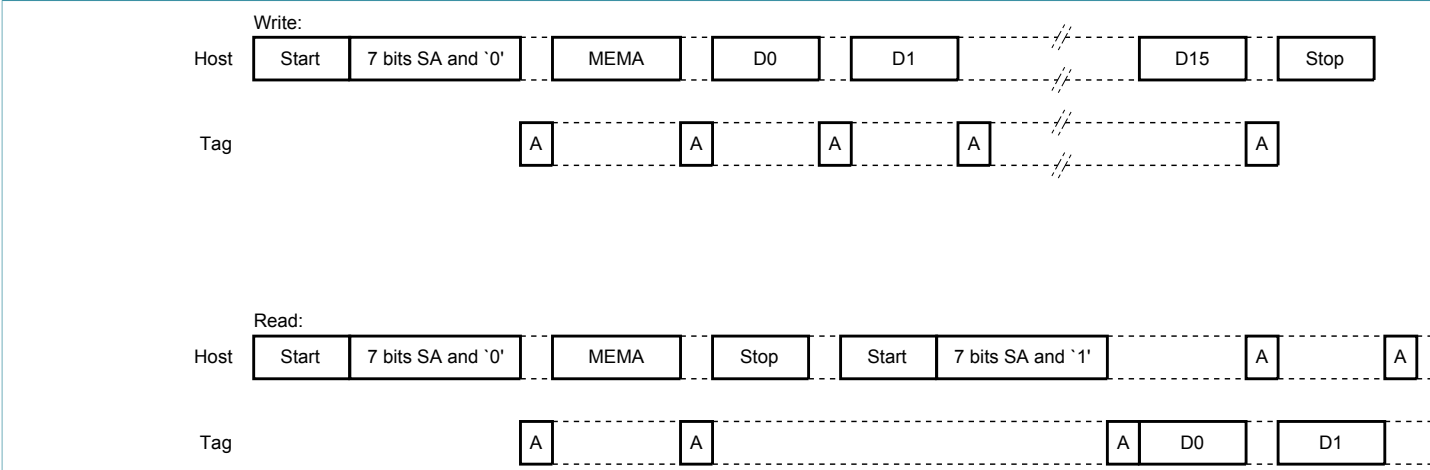 Write:
Host Start 7 bits SA and `0' MEMA D0 D1 D15 Stop
Tag A A A A A
Read:
Host Start 7 bits SA and `0' MEMA Stop Start 7 bits SA and `1' A A
Tag A A A D0 D1